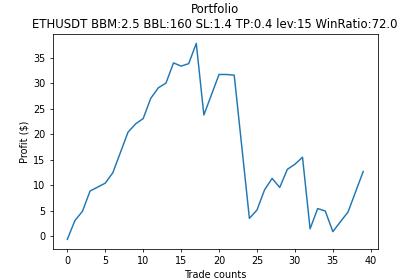 Portfolio
ETHUSDT BBM:2.5 BBL:160 SL:1.4 TP:0.4 lev:15 WinRatio:72.0
Profit ($)
35
30
25
20
15
10
5
0
0 5 10 15 20 25 30 35 40
Trade counts